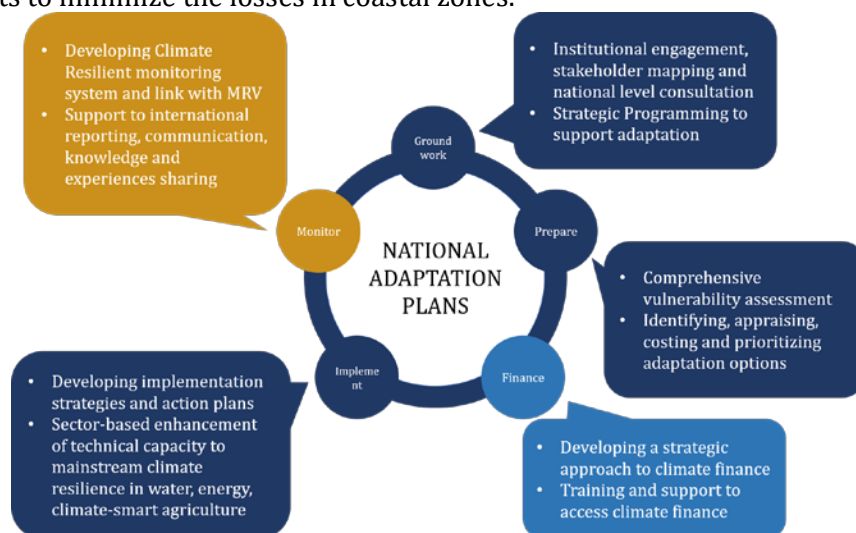 ts to minimize the losses in coastal zones.
• Developing Climate
Resilient monitoring
system and link with MRV
• Support to international
reporting, communication,
knowledge and
experiences sharing
• Institutional engagement,
stakeholder mapping and
national level consultation
• Strategic Programming to
support adaptation
Ground
work
Monitor
Prepare
NATIONAL
ADAPTATION
PLANS
• Comprehensive
vulnerability assessment
• Identifying, appraising,
costing and prioritizing
adaptation options
Impleme
nt
Finance
• Developing implementation
strategies and action plans
• Sector-based enhancement
of technical capacity to
mainstream climate
resilience in water, energy,
climate-smart agriculture
• Developing a strategic
approach to climate finance
• Training and support to
access climate finance